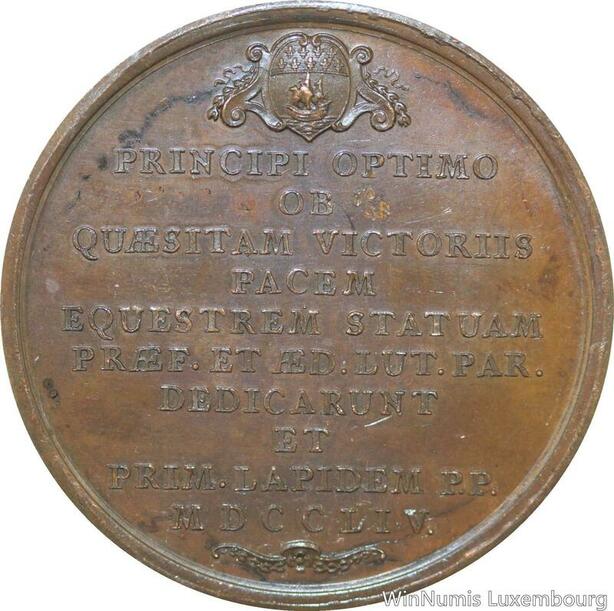 PRINCIPI OPTIMO
OB
QUÆSITAM VICTORIIS
PACEM
EQUESTREM STATUAM
PRÆF. ET ÆD: LUT. PAR.
DEDICARUNT
ET
PRIM. LAPIDEM P.P.
MDCCLIV.
WinNumis Luxembourg